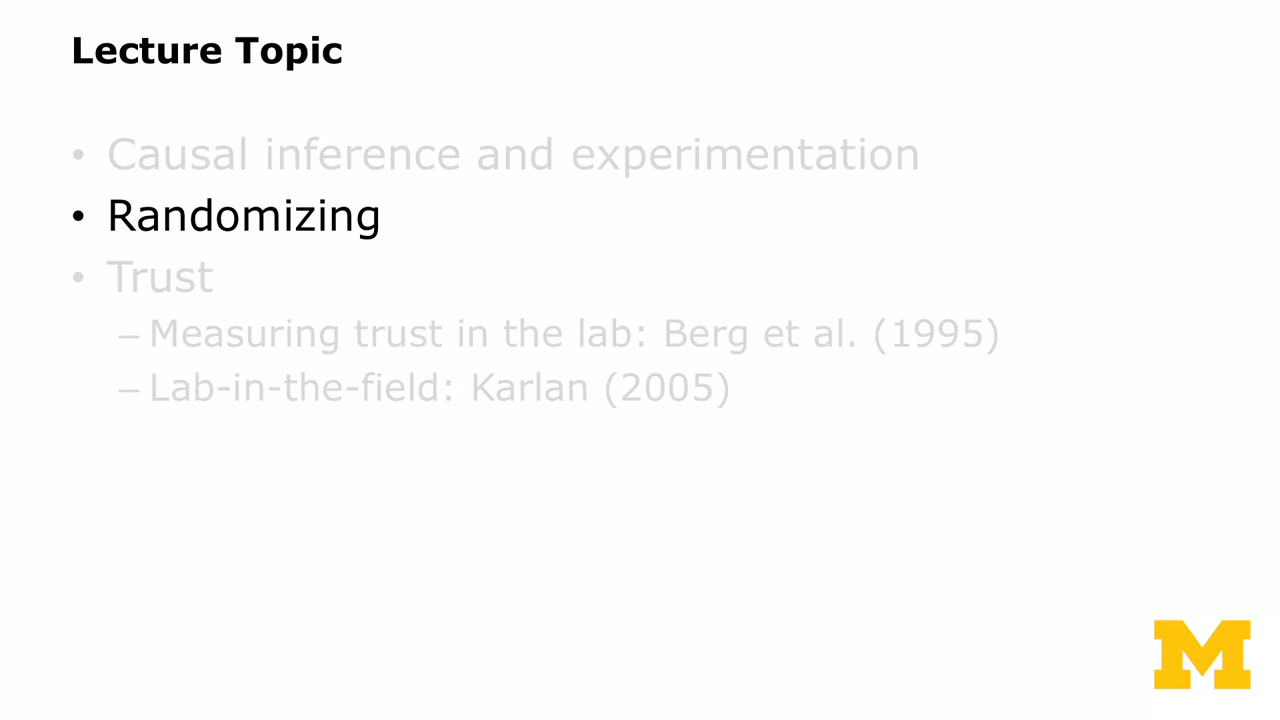 Lecture Topic
• Causal inference and experimentation
• Randomizing
• Trust
– Measuring trust in the lab: Berg et al. (1995)
– Lab-in-the-field: Karlan (2005)
M